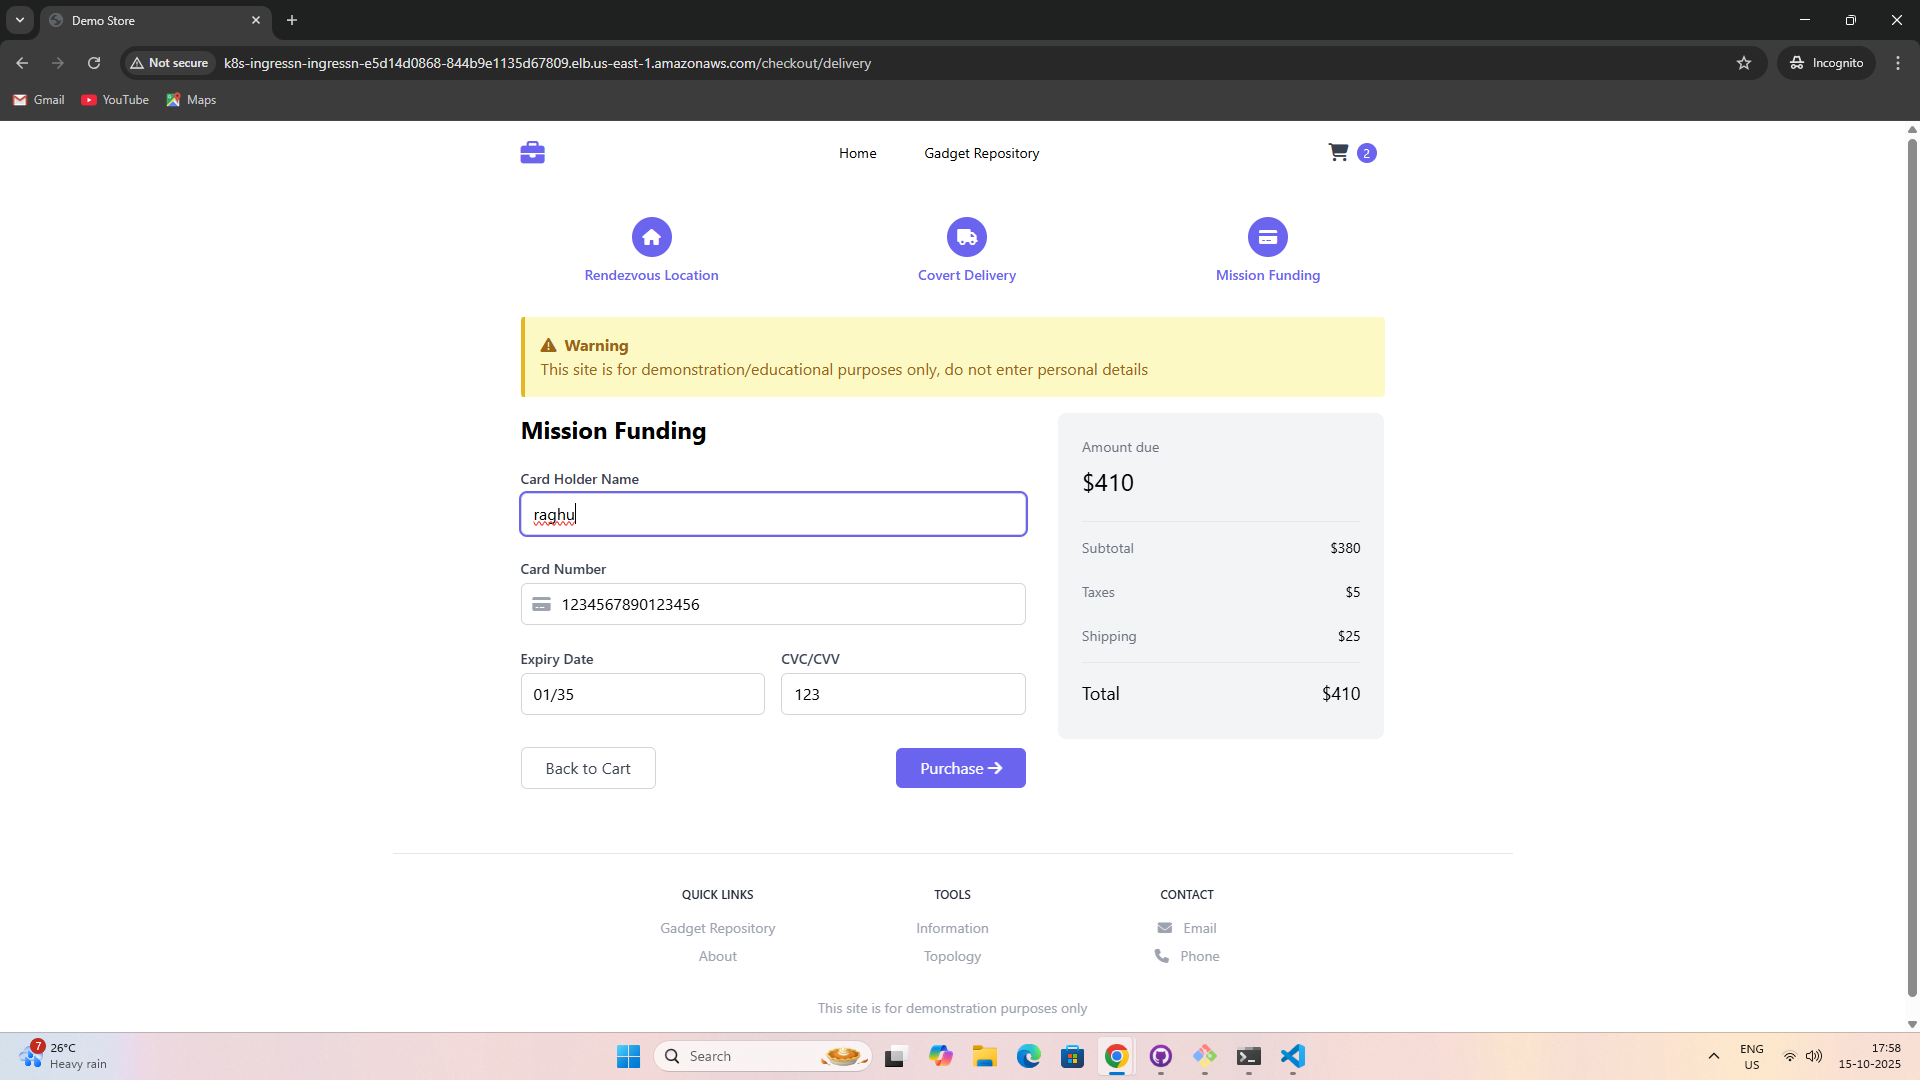 Demo Store
Not secure
k8s-ingressn-ingressn-e5d14d0868-844b9e1135d67809.elb.us-east-1.amazonaws.com/checkout/delivery
Incognito
Gmail
YouTube
Maps
Home
Gadget Repository
2
Rendezvous Location
Covert Delivery
Mission Funding
Warning
This site is for demonstration/educational purposes only, do not enter personal details
Mission Funding
Card Holder Name
raghu
Card Number
1234567890123456
Expiry Date
CVC/CVV
01/35
123
Back to Cart
Purchase
Amount due
$410
Subtotal
$380
Taxes
$5
Shipping
$25
Total
$410
QUICK LINKS
Gadget Repository
About
TOOLS
Information
Topology
CONTACT
Email
Phone
This site is for demonstration purposes only
7
26°C
Heavy rain
Search
ENG
US
17:58
15-10-2025